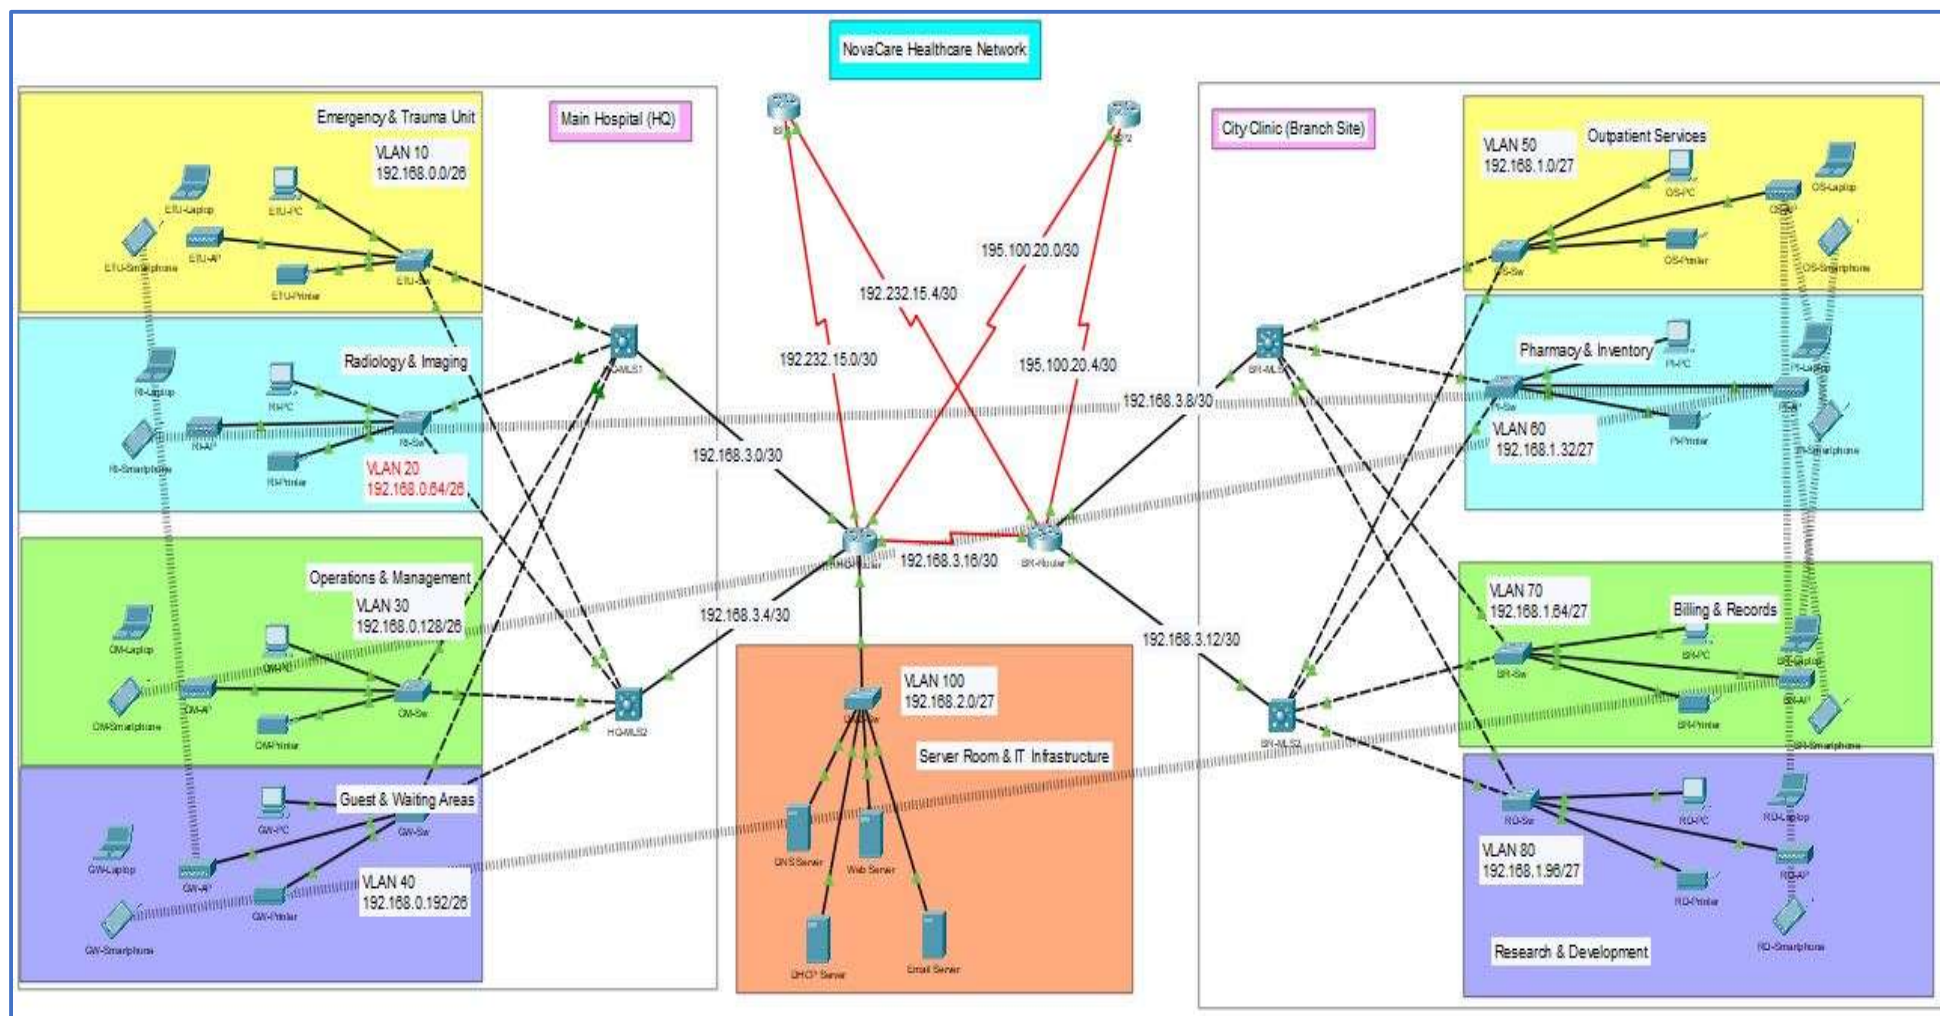 NovaCare Healthcare Network
Main Hospital (HQ)
City Clinic (Branch Site)
Emergency & Trauma Unit
VLAN 10
192.168.0.0/26
ETU-Laptop
ETU-PC
ETU-Smartphone
ETU-AP
ETU-Printer
ETU-Sw
Radiology & Imaging
RI-Laptop
RI-PC
RI-Smartphone
RI-AP
RI-Printer
RI-Sw
VLAN 20
192.168.0.64/26
Operations & Management
VLAN 30
192.168.0.128/26
OM-Laptop
OM-PC
OM-Smartphone
OM-AP
OM-Printer
OM-Sw
Guest & Waiting Areas
GW-PC
GW-Sw
GW-Laptop
GW-AP
GW-Printer
GW-Smartphone
VLAN 40
192.168.0.192/26
HQ-MLS2
195.100.20.0/30
192.232.15.4/30
192.232.15.0/30
195.100.20.4/30
192.168.3.8/30
192.168.3.0/30
192.168.3.16/30
192.168.3.4/30
192.168.3.12/30
BR-Router
VLAN 100
192.168.2.0/27
Server Room & IT Infrastructure
DNS Server
Web Server
DHCP Server
Email Server
BR-MLS2
VLAN 50
192.168.1.0/27
Outpatient Services
OS-PC
OS-Laptop
OS-AP
OS-Printer
OS-Smartphone
OS-Sw
Pharmacy & Inventory
PI-PC
PI-Laptop
PI-Sw
PI-Printer
VLAN 60
192.168.1.32/27
PI-Smartphone
VLAN 70
192.168.1.64/27
Billing & Records
BR-PC
BR-Laptop
BR-Sw
BR-AP
BR-Printer
BR-Smartphone
RD-Sw
RD-PC
RD-Laptop
VLAN 80
192.168.1.96/27
RD-AP
RD-Printer
RD-Smartphone
Research & Development